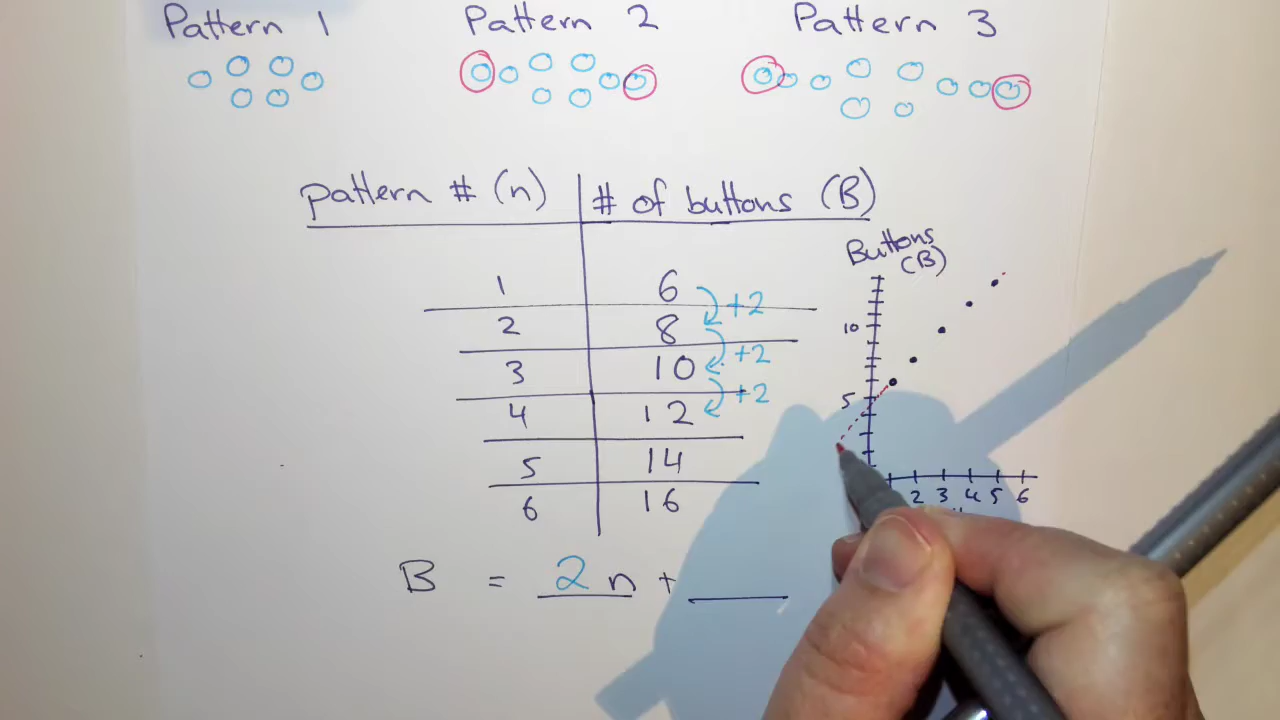 Pattern 1 Pattern 2 Pattern 3
pattern # (n) # of buttons (B)
Buttons
(B)
1 6
+2
2 8
10
+2
3 10
+2
5
4 12
5 14
2 3 4 5 6
6 16
B = 2n +